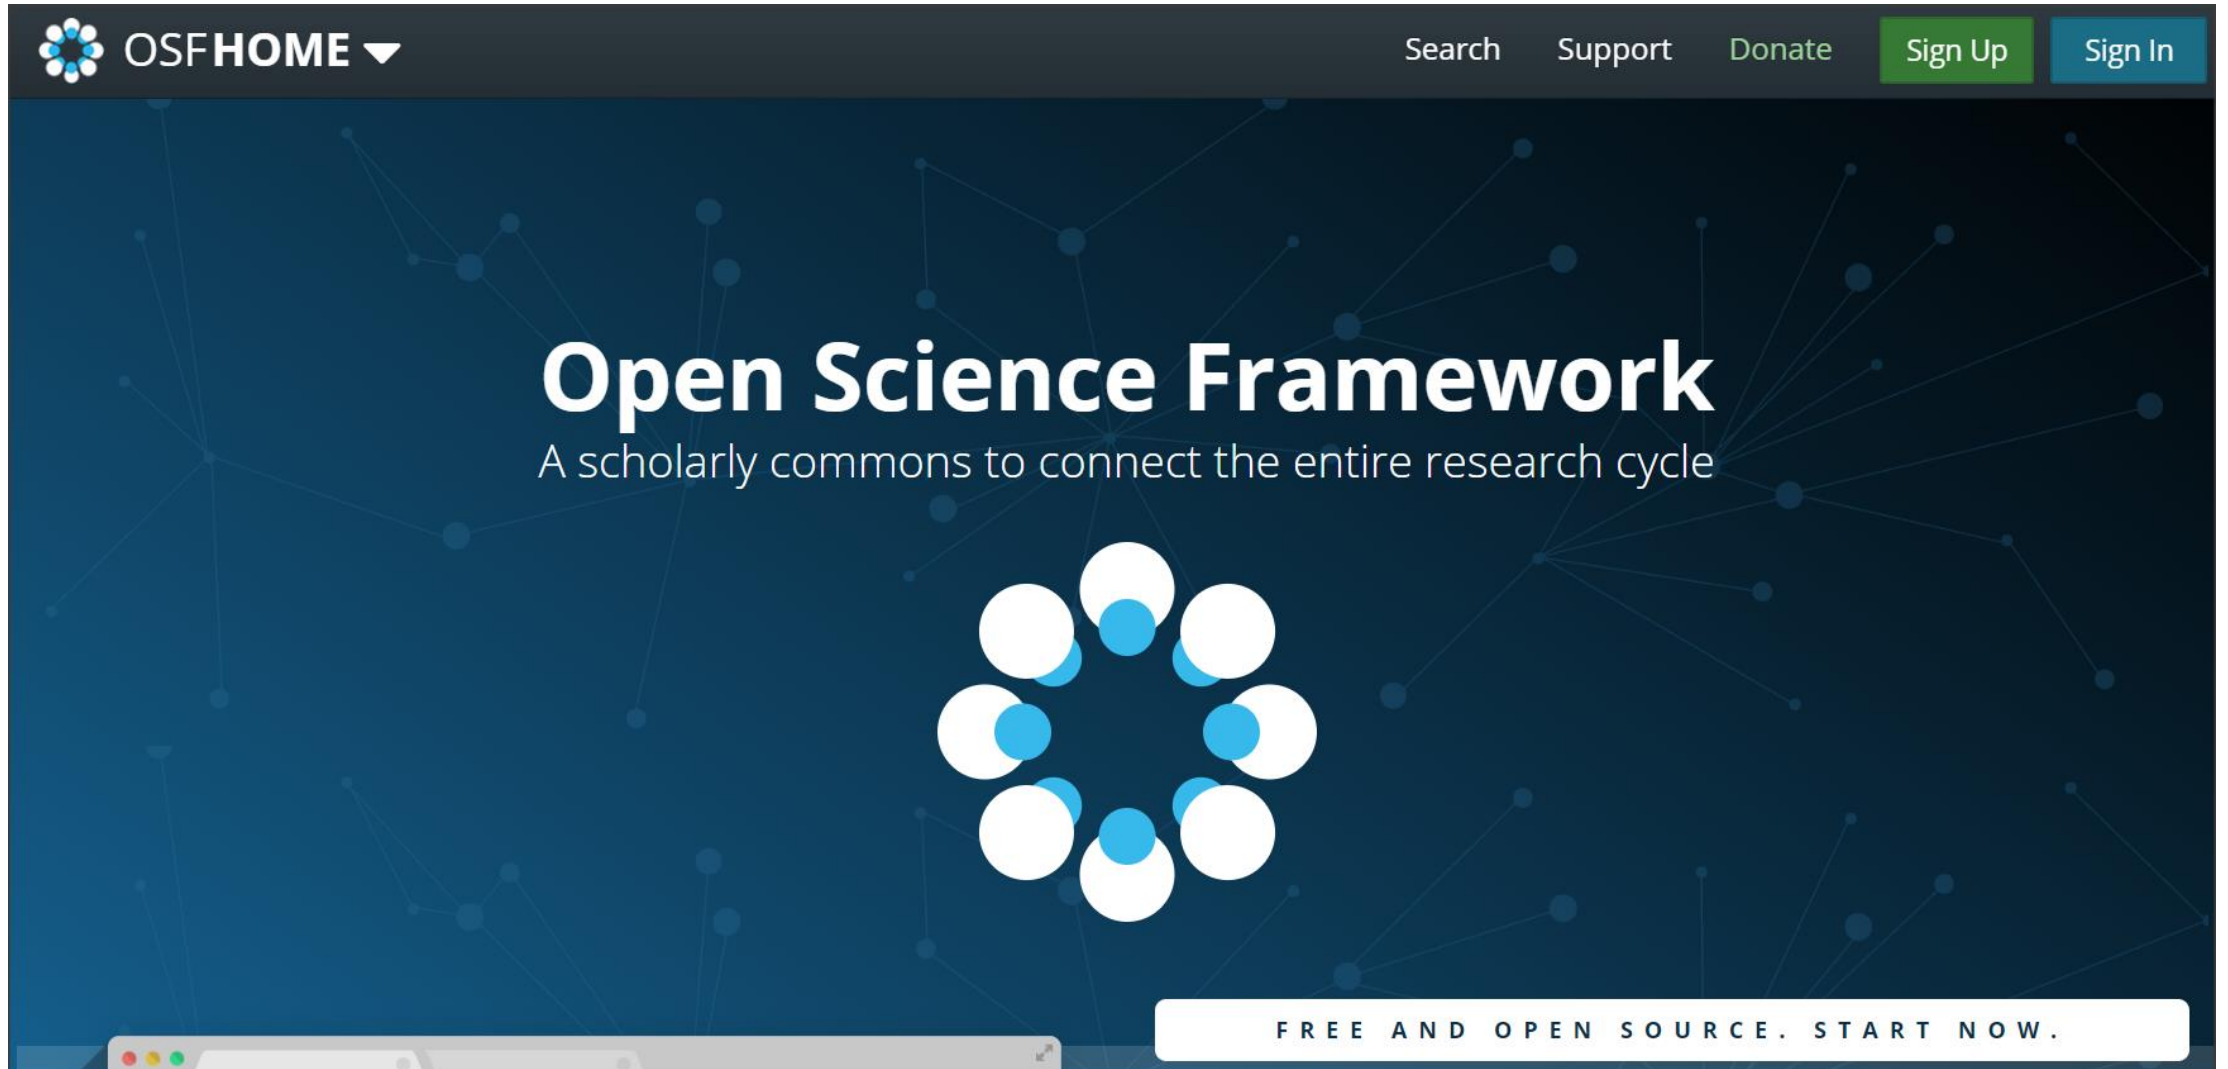 OSFHOME
Search Support Donate Sign Up Sign In
Open Science Framework
A scholarly commons to connect the entire research cycle
FREE AND OPEN SOURCE. START NOW.